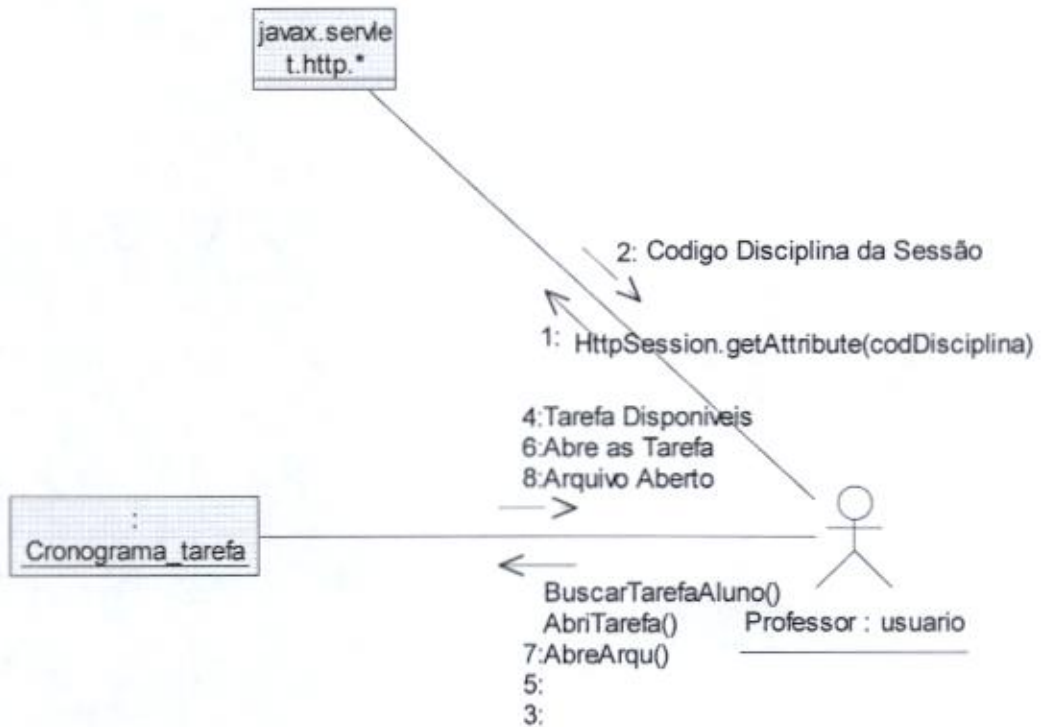 javax.servle
t.http.*
2: Codigo Disciplina da Sessão
1: HttpSession.getAttribute(codDisciplina)
4:Tarefa Disponiveis
6:Abre as Tarefa
8:Arquivo Aberto
:
Cronograma_tarefa
BuscarTarefaAluno()
AbriTarefa()
7:AbreArqu()
5:
3:
Professor : usuario